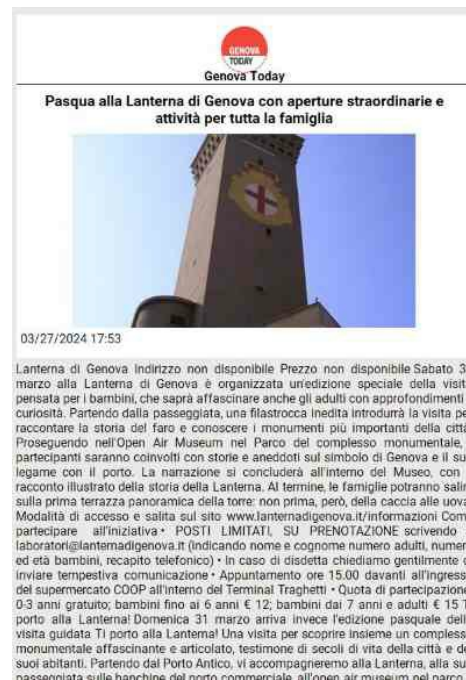 GENOVA
TODAY
Genova Today
Pasqua alla Lanterna di Genova con aperture straordinarie e
attività per tutta la famiglia
03/27/2024 17:53
Lanterna di Genova Indirizzo non disponibile Prezzo non disponibile Sabato 3
marzo alla Lanterna di Genova è organizzata un'edizione speciale della visit
pensata per i bambini, che saprà affascinare anche gli adulti con approfondimenti
curiosità. Partendo dalla passeggiata, una filastrocca inedita introdurrà la visita pe
raccontare la storia del faro e conoscere i monumenti più importanti della città
Proseguendo nell'Open Air Museum nel Parco del complesso monumentale,
partecipanti saranno coinvolti con storie e aneddoti sul simbolo di Genova e il su
legame con il porto. La narrazione si concluderà all'interno del Museo, con
racconto illustrato della storia della Lanterna. Al termine, le famiglie potranno salir
sulla prima terrazza panoramica della torre: non prima, però, della caccia alle uova
Modalità di accesso e salita sul sito www.lanternadigenova.it/informazioni Com
partecipare all'iniziativa • POSTI LIMITATI, SU PRENOTAZIONE scrivendo
laboratori@lanternadigenova.it (indicando nome e cognome numero adulti, numer
ed età bambini, recapito telefonico) • In caso di disdetta chiediamo gentilmente d
inviare tempestiva comunicazione • Appuntamento ore 15.00 davanti all'ingress
del supermercato COOP all'interno del Terminal Traghetti • Quota di partecipazione
0-3 anni gratuito; bambini fino ai 6 anni € 12; bambini dai 7 anni e adulti € 15 T
porto alla Lanterna! Domenica 31 marzo arriva invece l'edizione pasquale dell
visita guidata Ti porto alla Lanterna! Una visita per scoprire insieme un compless
monumentale affascinante e articolato, testimone di secoli di vita della città e de
suoi abitanti. Partendo dal Porto Antico, vi accompagneremo alla Lanterna, alla su
passeggiata sulle banchine del porto commerciale, all'open air museum nel parco